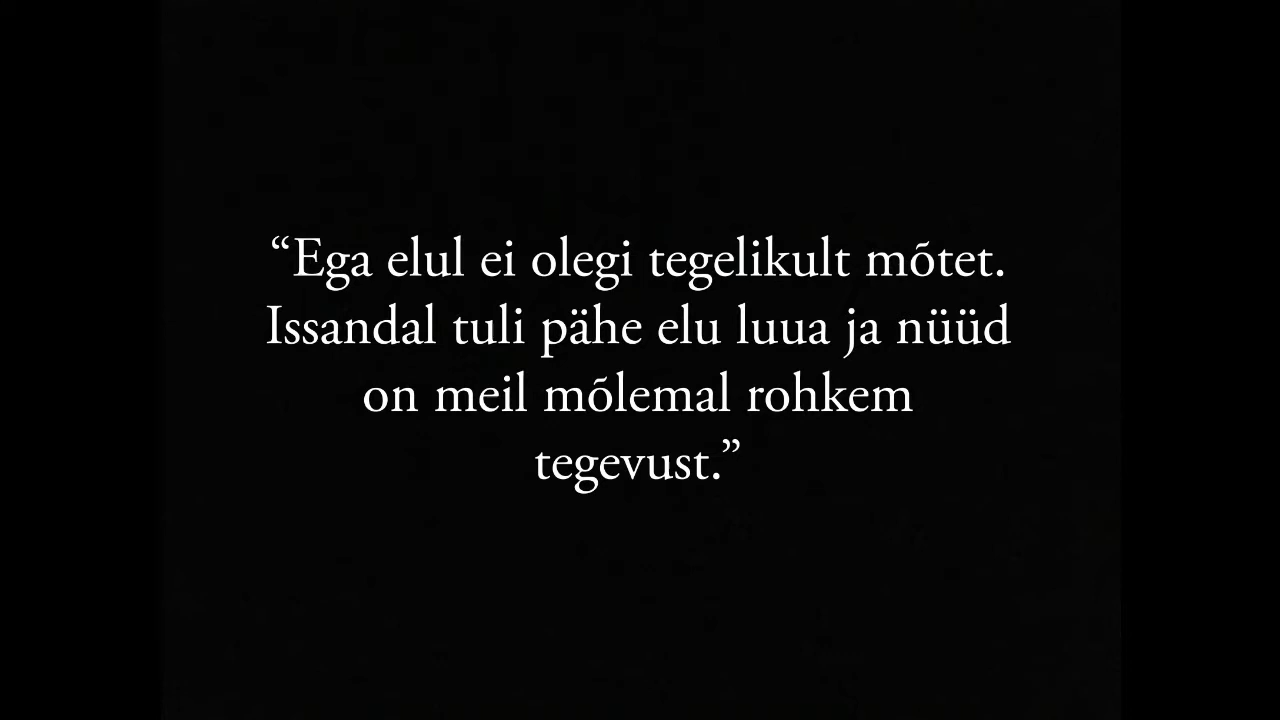 “Ega elul ei olegi tegelikult mõtet.
Issandal tuli pähe elu luua ja nüüd
on meil mõlemal rohkem
tegevust.”